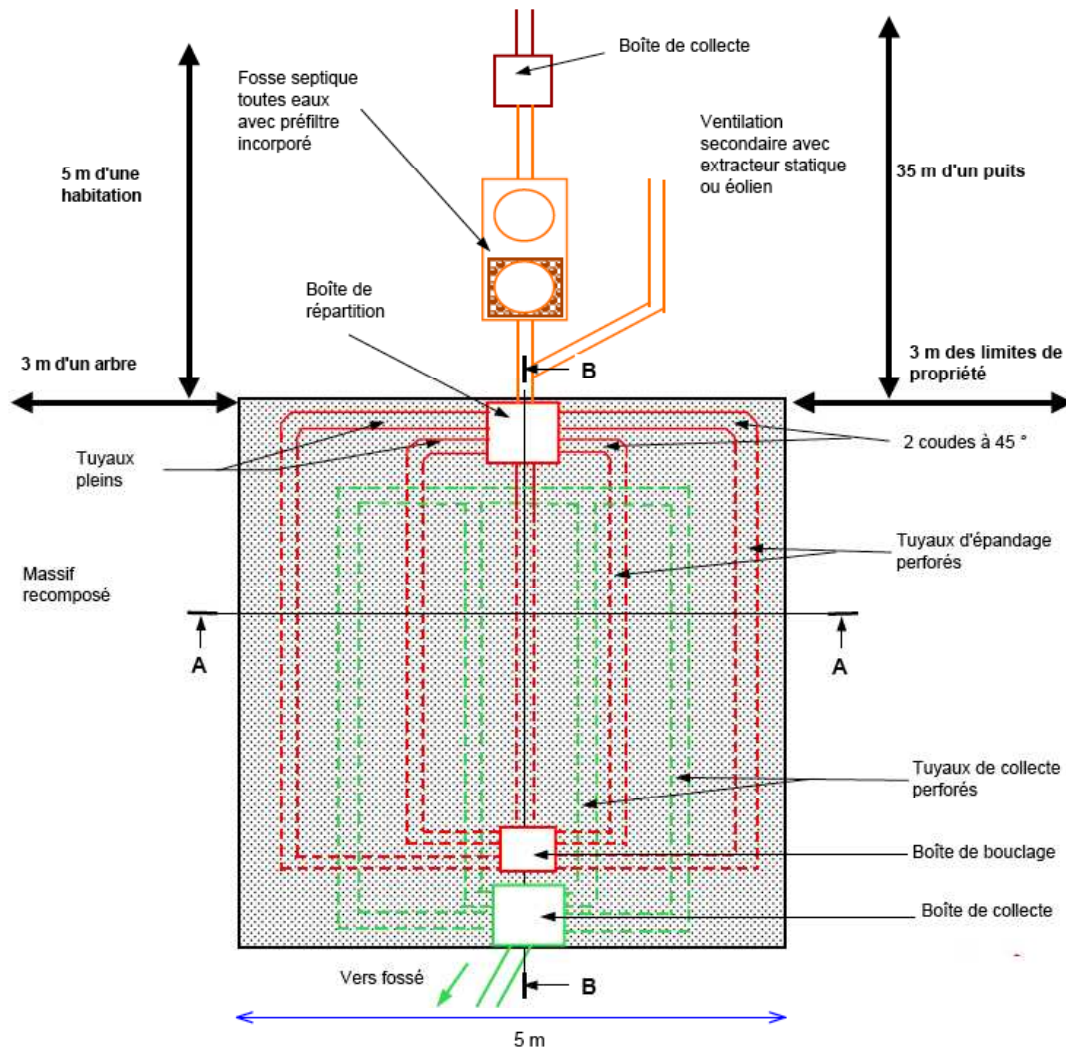 Boîte de collecte
Fosse septique
toutes eaux
avec préfiltre
incorporé
Ventilation
secondaire avec
extracteur statique
ou éolien
5 m d'une
habitation
35 m d'un puits
Boîte de
répartition
3 m d'un arbre
B
3 m des limites de
propriété
Tuyaux
pleins
2 coudes à 45 °
Tuyaux d'épandage
perforés
Massif
recomposé
A
A
Tuyaux de collecte
perforés
Boîte de bouclage
Boîte de collecte
Vers fossé
B
5 m